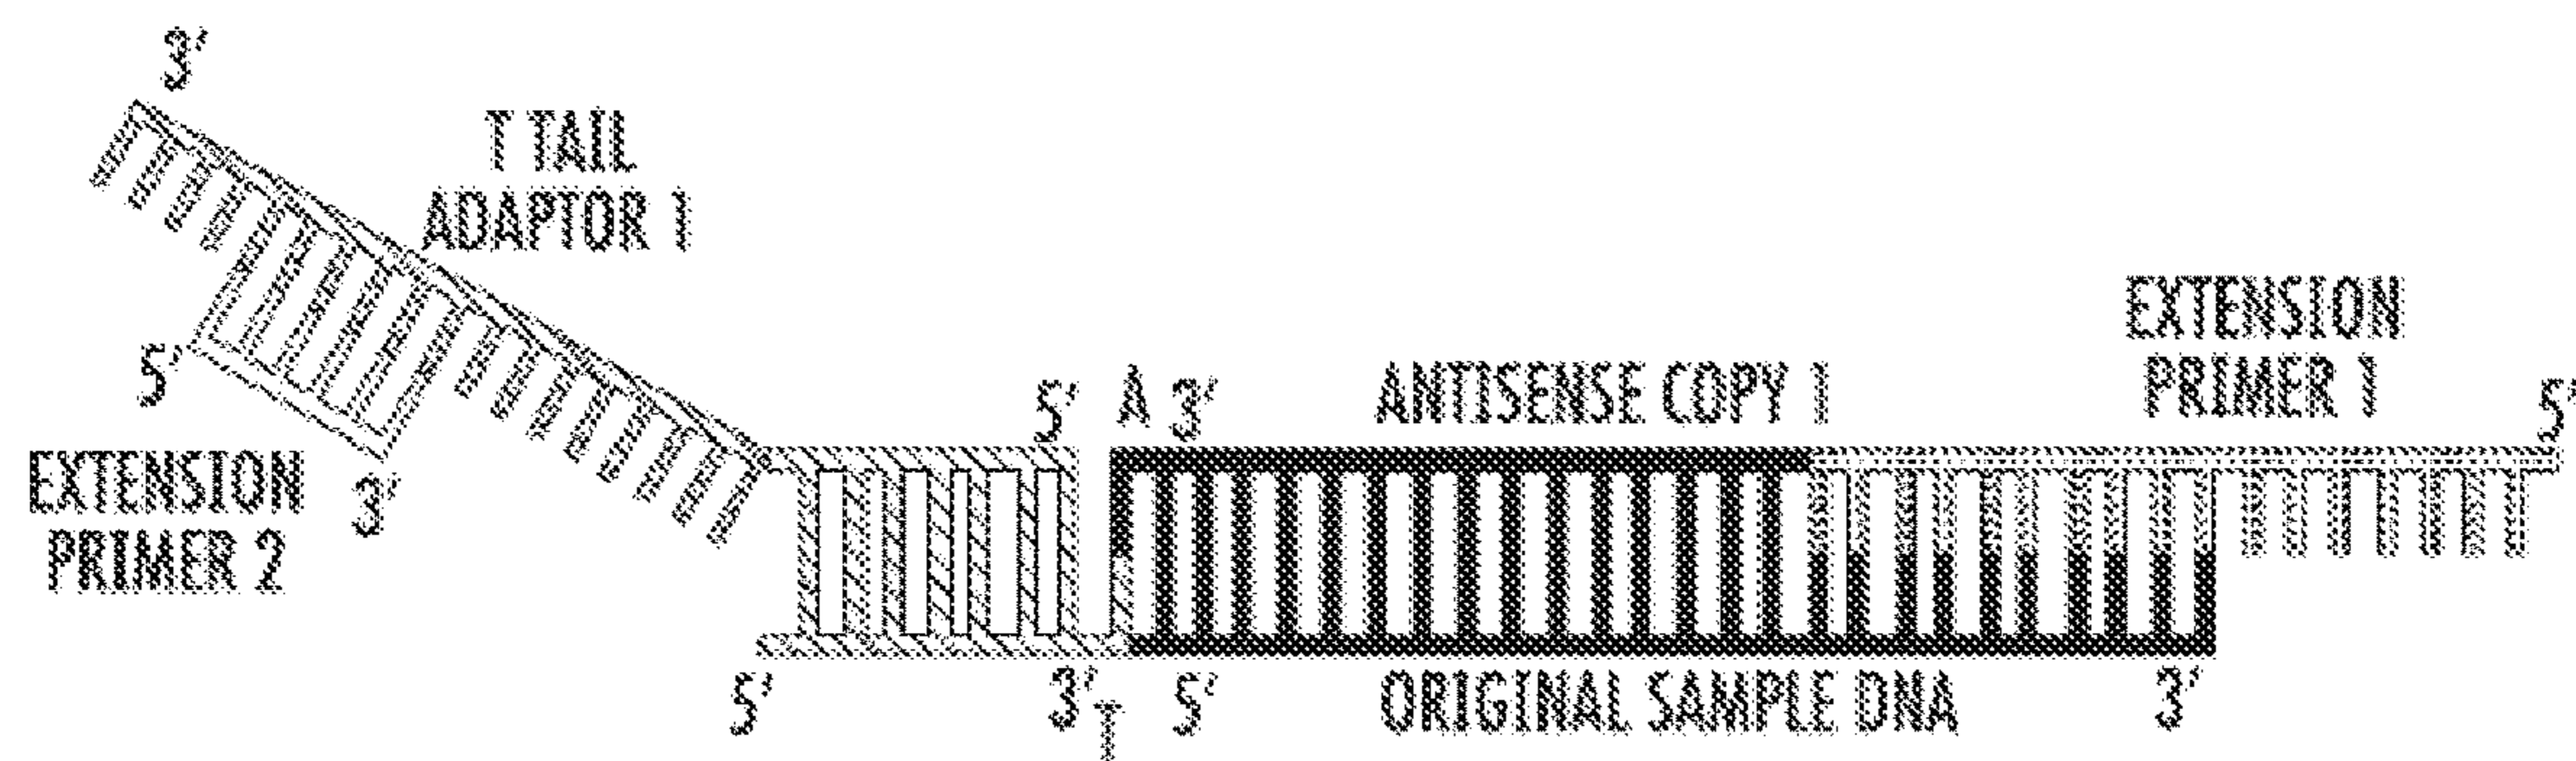 3'
T TAIL
ADAPTOR 1
5'
EXTENSION
PRIMER 2
3'
5'
A
3'
ANTISENSE COPY 1
EXTENSION
PRIMER 1
5'
5'
3'
T
5'
ORIGINAL SAMPLE DNA
3'